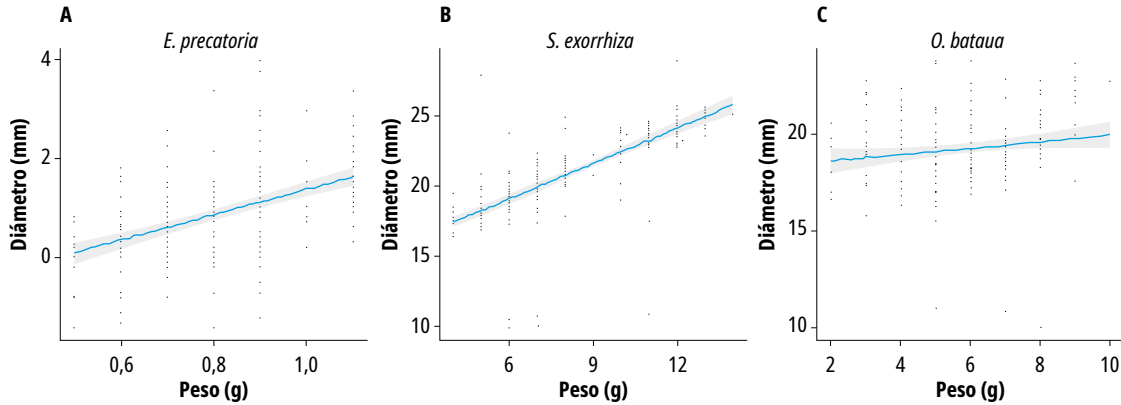 A
E. precatoria
Diámetro (mm)
4
2
0
0,6
0,8
1,0
Peso (g)
B
S. exorrhiza
Diámetro (mm)
25
20
15
10
6
9
12
Peso (g)
C
O. bataua
Diámetro (mm)
20
15
10
2
4
6
8
10
Peso (g)